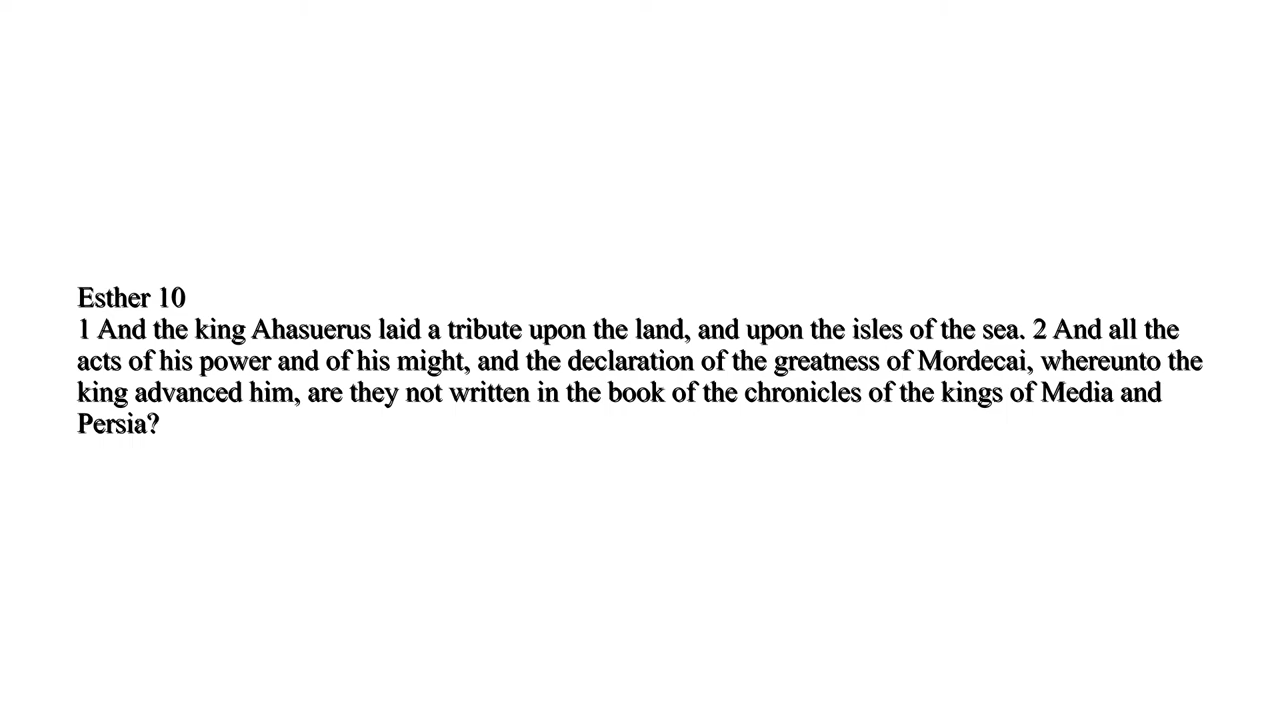 Esther 10
1 And the king Ahasuerus laid a tribute upon the land, and upon the isles of the sea. 2 And all the
acts of his power and of his might, and the declaration of the greatness of Mordecai, whereunto the
king advanced him, are they not written in the book of the chronicles of the kings of Media and
Persia?